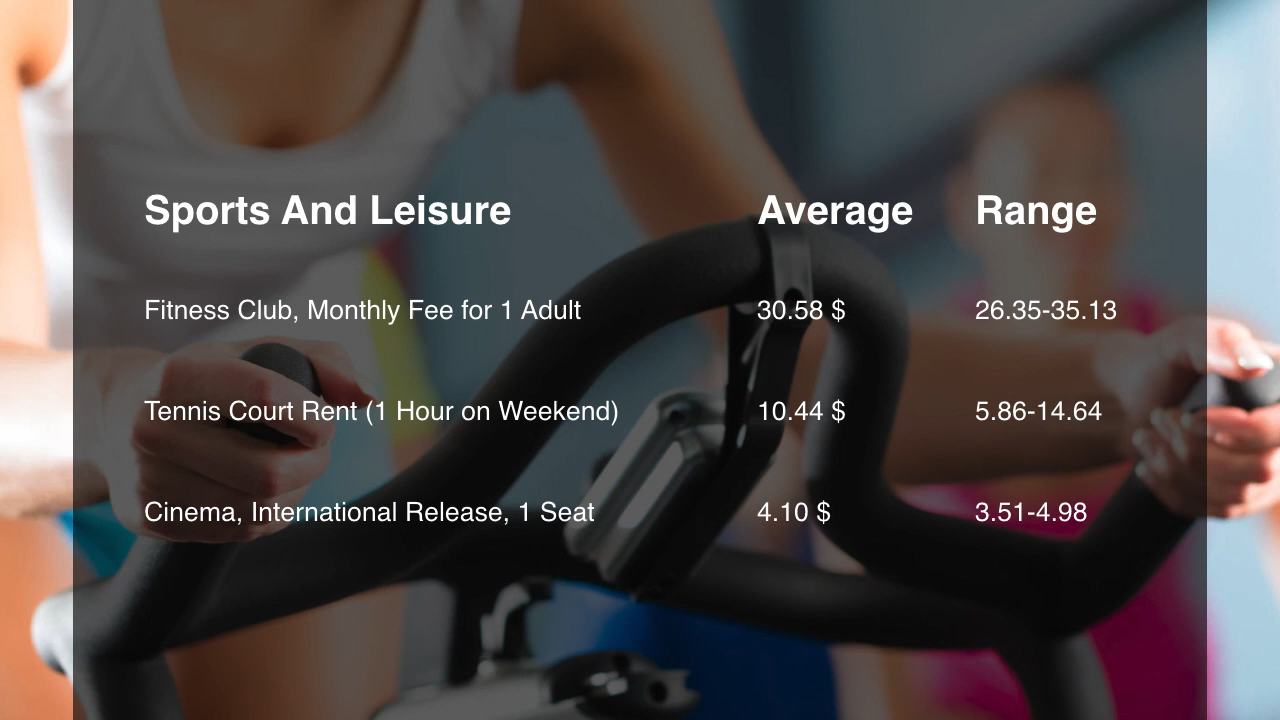 Sports And Leisure Average Range
Fitness Club, Monthly Fee for 1 Adult 30.58 $ 26.35-35.13
Tennis Court Rent (1 Hour on Weekend) 10.44 $ 5.86-14.64
Cinema, International Release, 1 Seat 4.10 $ 3.51-4.98